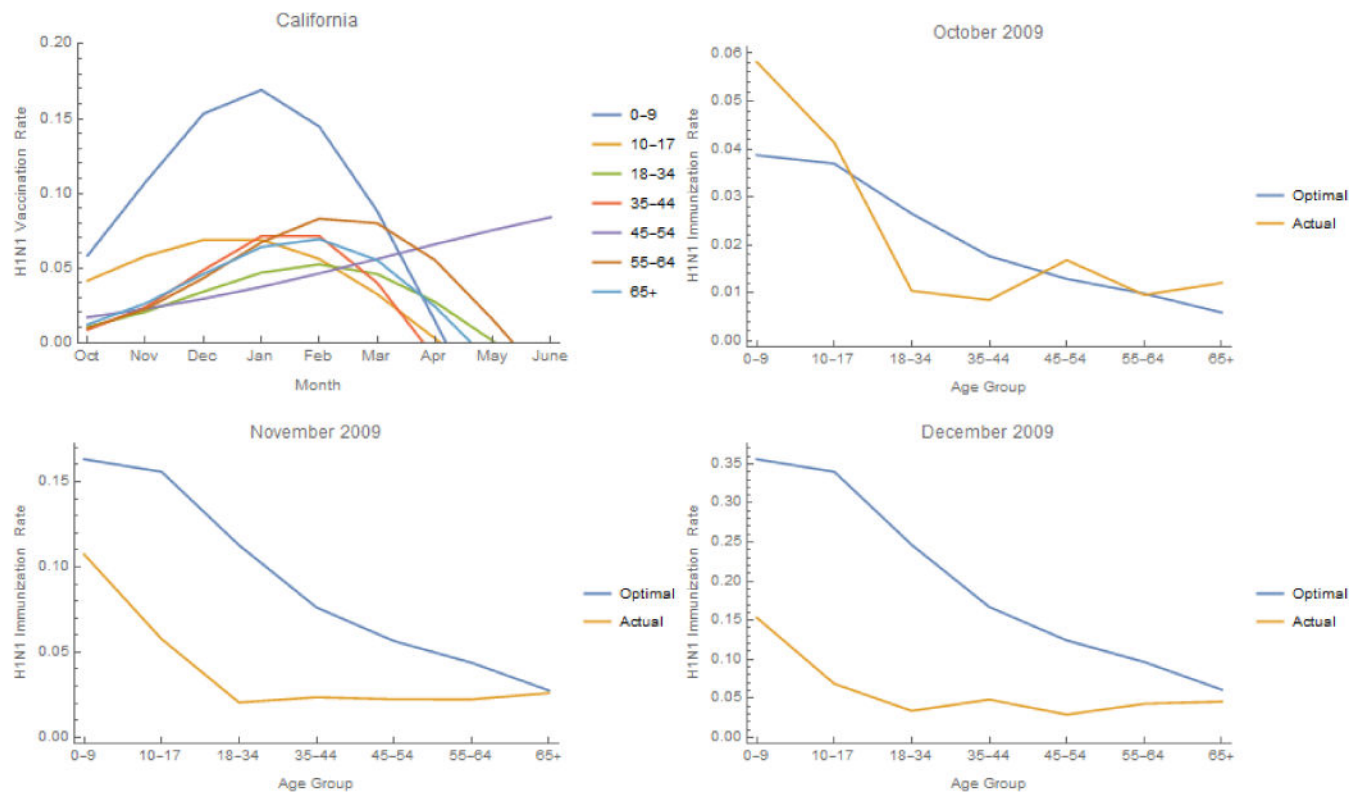 California
H1N1 Vaccination Rate
0.20
0.15
0.10
0.05
0.00
Oct Nov Dec Jan Feb Mar Apr May June
Month
0–9
10–17
18–34
35–44
45–54
55–64
65+
October 2009
H1N1 Immunization Rate
0.06
0.05
0.04
0.03
0.02
0.01
0.00
0–9 10–17 18–34 35–44 45–54 55–64 65+
Age Group
Optimal
Actual
November 2009
H1N1 Immunization Rate
0.15
0.10
0.05
0.00
0–9 10–17 18–34 35–44 45–54 55–64 65+
Age Group
Optimal
Actual
December 2009
H1N1 Immunization Rate
0.35
0.30
0.25
0.20
0.15
0.10
0.05
0.00
0–9 10–17 18–34 35–44 45–54 55–64 65+
Age Group
Optimal
Actual